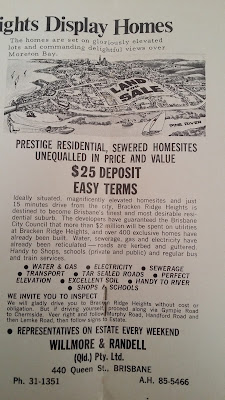 ights Display Homes
The homes are set on gloriously elevated
lots and commanding delightful views over
Moreton Bay.
LAND
SALE
PINE RIVER
PRESTIGE RESIDENTIAL, SEWERED HOMESITES
UNEQUALLED IN PRICE AND VALUE
$25 DEPOSIT
EASY TERMS
Ideally situated, magnificently elevated homesites and just
15 minutes drive from the city, Bracken Ridge Heights is
destined to become Brisbane's finest and most desirable resi-
dential suburb. The developers have guaranteed the Brisbane
City Council that more than $2 million will be spent on utilities
at Bracken Ridge Heights, and over 400 exclusive homes have
already been built. Water, sewerage, gas and electricity have
already been reticulated — roads are kerbed and guttered.
Handy to Shops, schools (private and public) and regular bus
and train services.
● WATER & GAS ● ELECTRICITY ● SEWERAGE
● TRANSPORT ● TAR SEALED ROADS ● PERFECT
ELEVATION ● EXCELLENT SOIL ● HANDY TO RIVER
● SHOPS & SCHOOLS
WE INVITE YOU TO INSPECT
We will gladly drive you to Bracken Ridge Heights without cost or
obligation. But if driving yourself proceed along via Gympie Road
to Chermside. Veer right and follow Murphy Road, Handford Road and
then Lemke Road, then follow signs to Estate.
● REPRESENTATIVES ON ESTATE EVERY WEEKEND
WILLMORE & RANDELL
(Qld.) Pty. Ltd.
440 QUEEN ST., BRISBANE
Ph. 31-1351 A.H. 85-5466